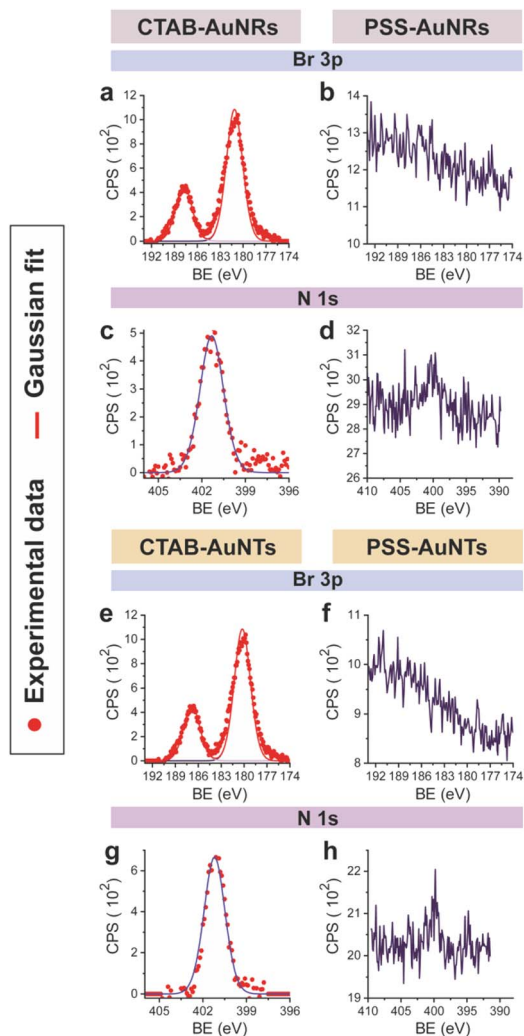 CTAB-AuNRs PSS-AuNRs
Br 3p
a
CPS ( 10²)
12
10
8
6
4
2
0
192 189 186 183 180 177 174
BE (eV)
b
CPS ( 10²)
14
13
12
11
10
192 189 186 183 180 177 174
BE (eV)
N 1s
c
CPS ( 10²)
5
4
3
2
1
0
405 402 399 396
BE (eV)
d
CPS ( 10²)
31
30
29
28
27
26
410 405 400 395 390
BE (eV)
CTAB-AuNTs PSS-AuNTs
Br 3p
e
CPS ( 10²)
12
10
8
6
4
2
0
192 189 186 183 180 177 174
BE (eV)
f
CPS ( 10²)
11
10
9
8
192 189 186 183 180 177 174
BE (eV)
N 1s
g
CPS ( 10²)
6
4
2
0
405 402 399 396
BE (eV)
h
CPS ( 10²)
22
21
20
19
410 405 400 395 390
BE (eV)
Experimental data — Gaussian fit